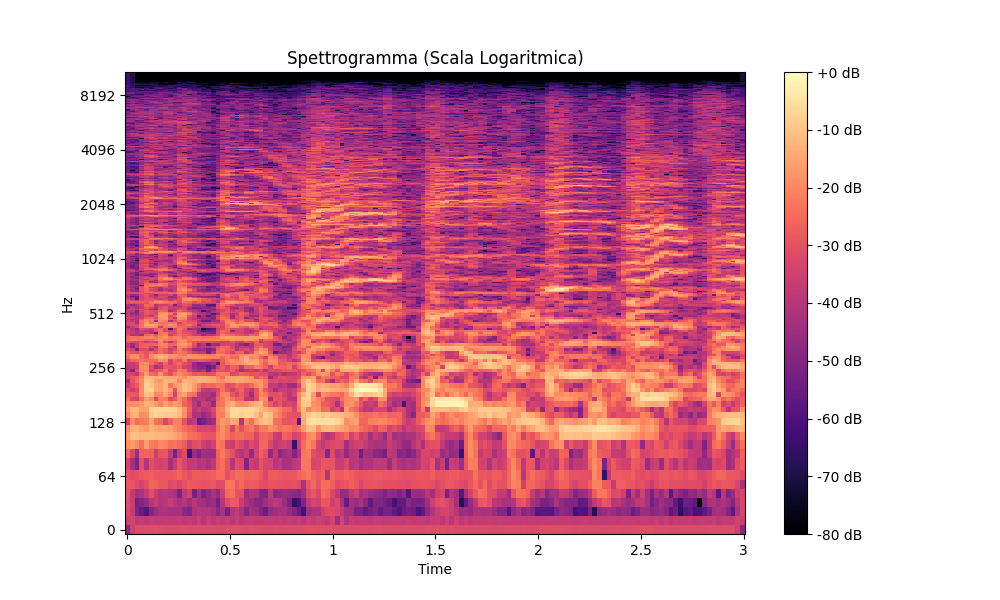 Spettrogramma (Scala Logaritmica)
Hz
8192
4096
2048
1024
512
256
128
64
0
0 0.5 1 1.5 2 2.5 3
Time
+0 dB
-10 dB
-20 dB
-30 dB
-40 dB
-50 dB
-60 dB
-70 dB
-80 dB